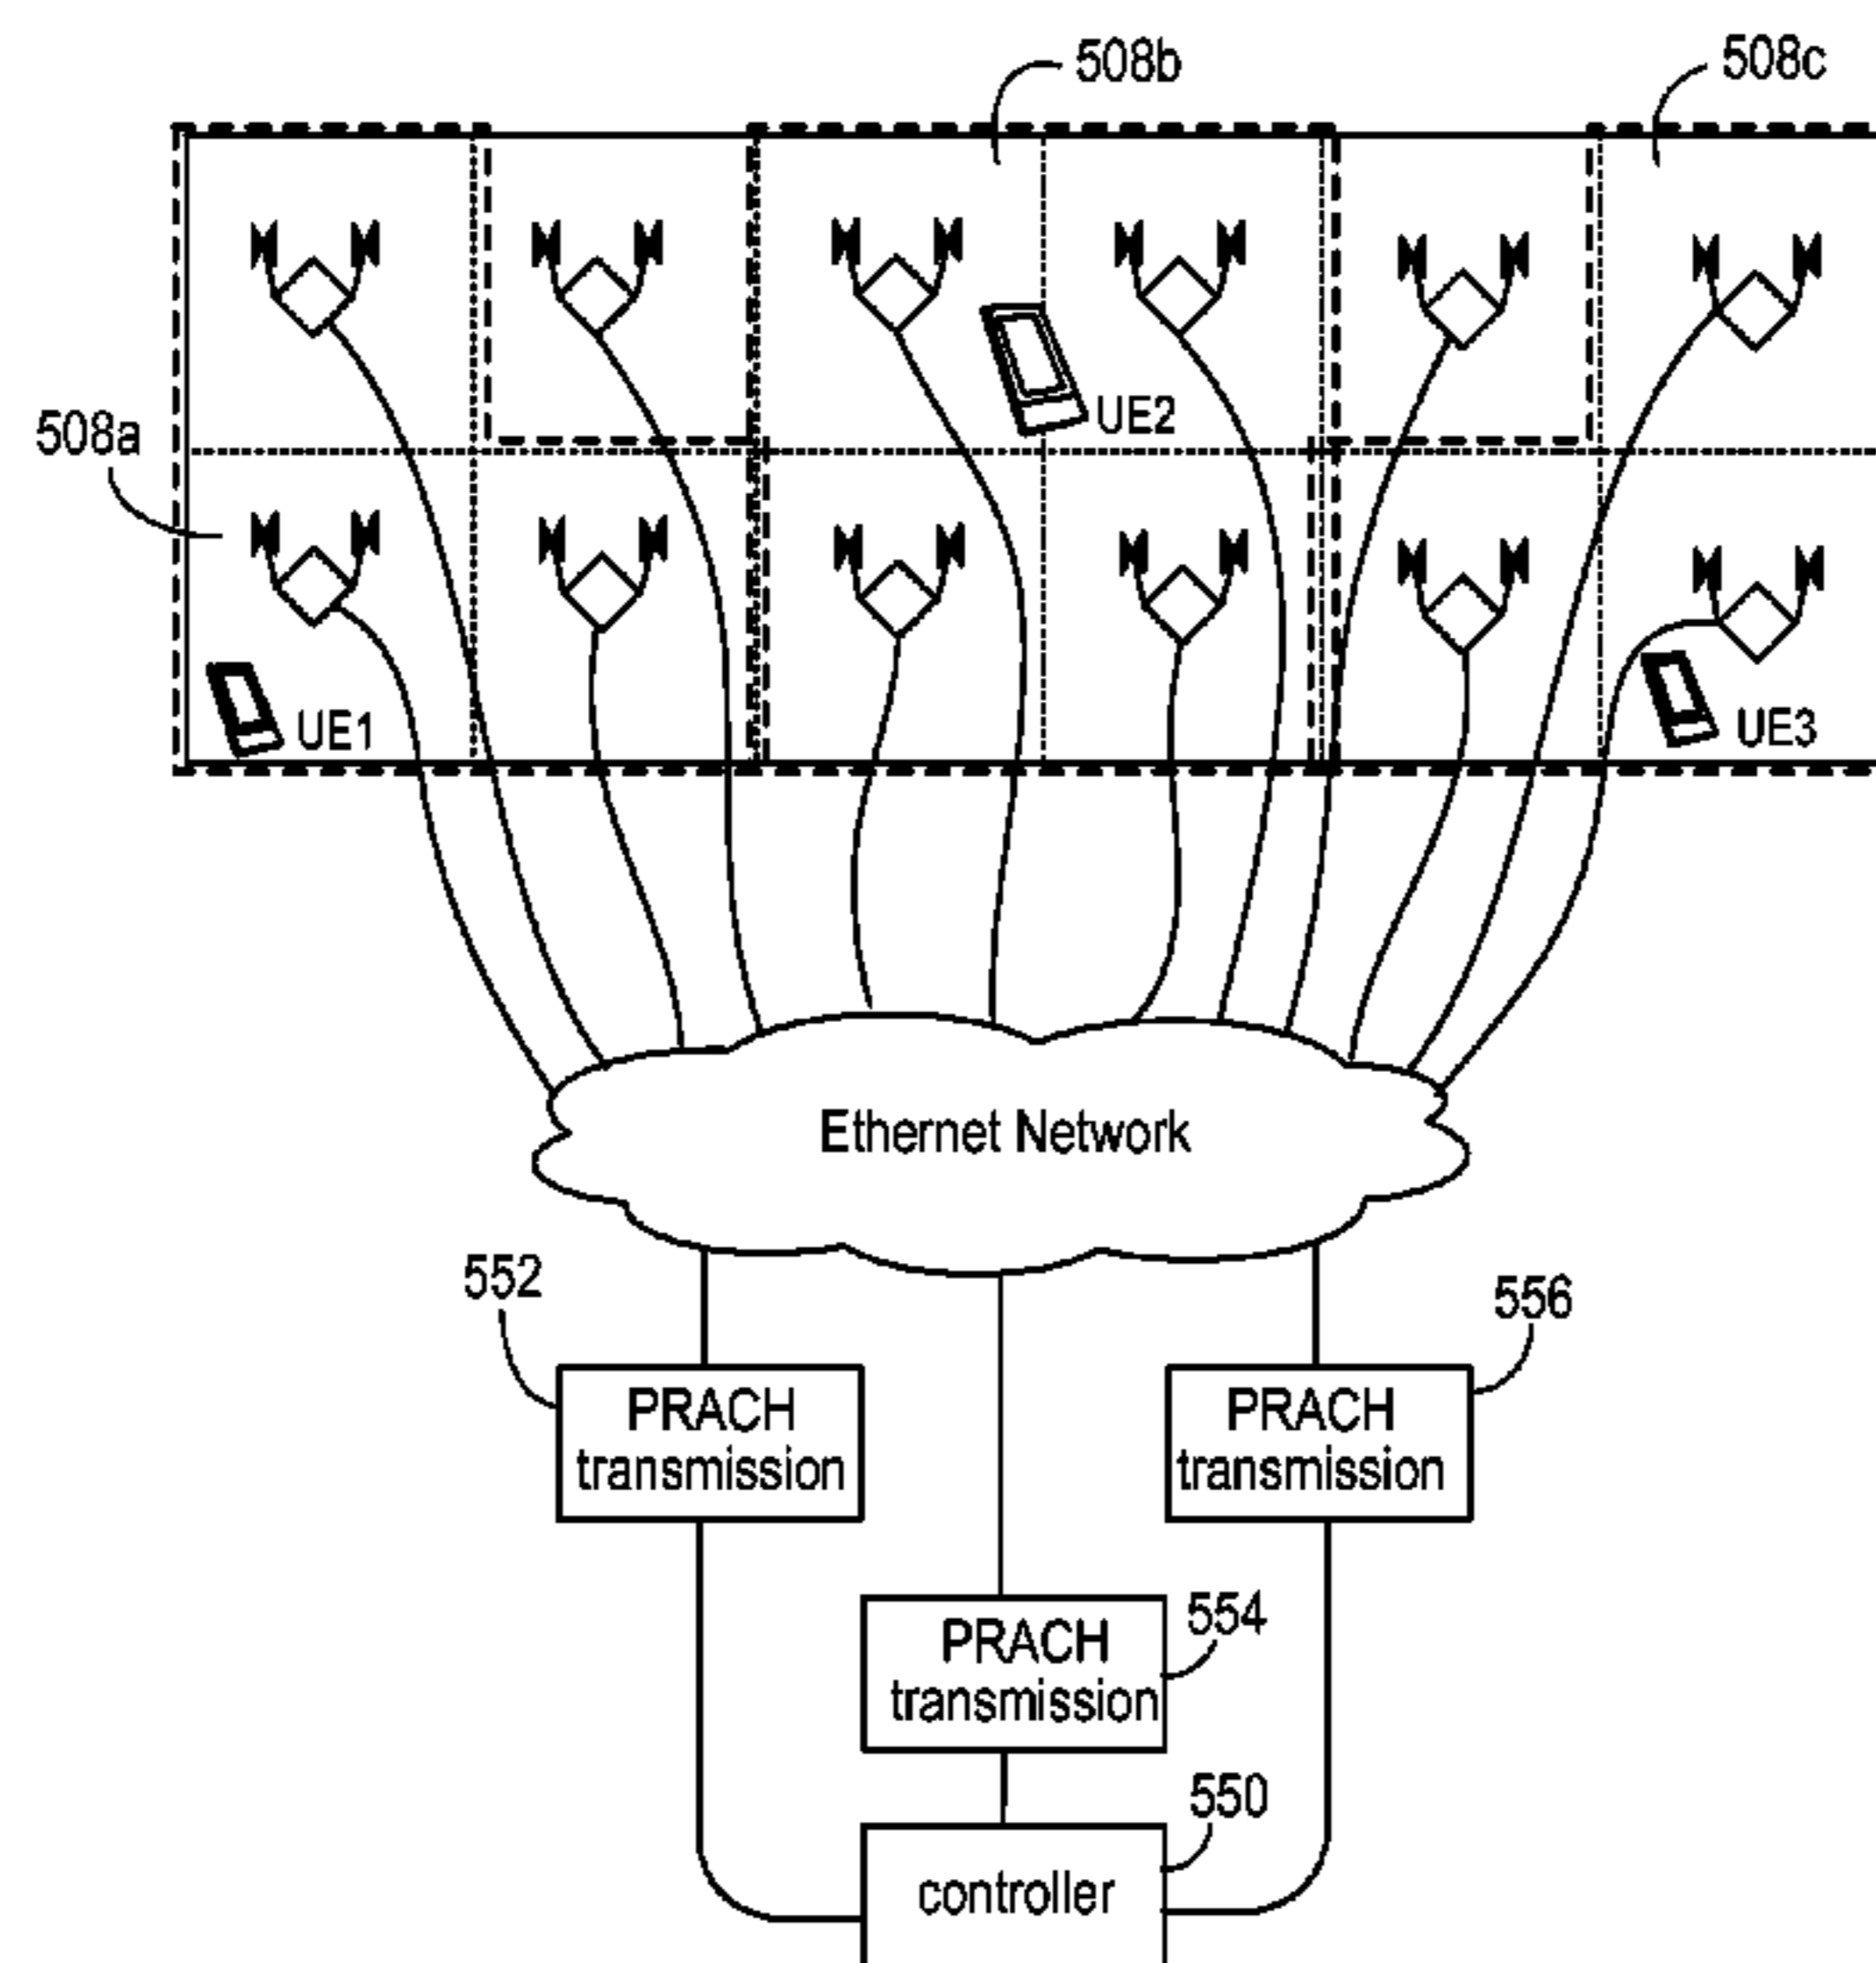 508b
508c
508a
UE2
UE1
UE3
Ethernet Network
552
556
PRACH
transmission
PRACH
transmission
554
PRACH
transmission
550
controller